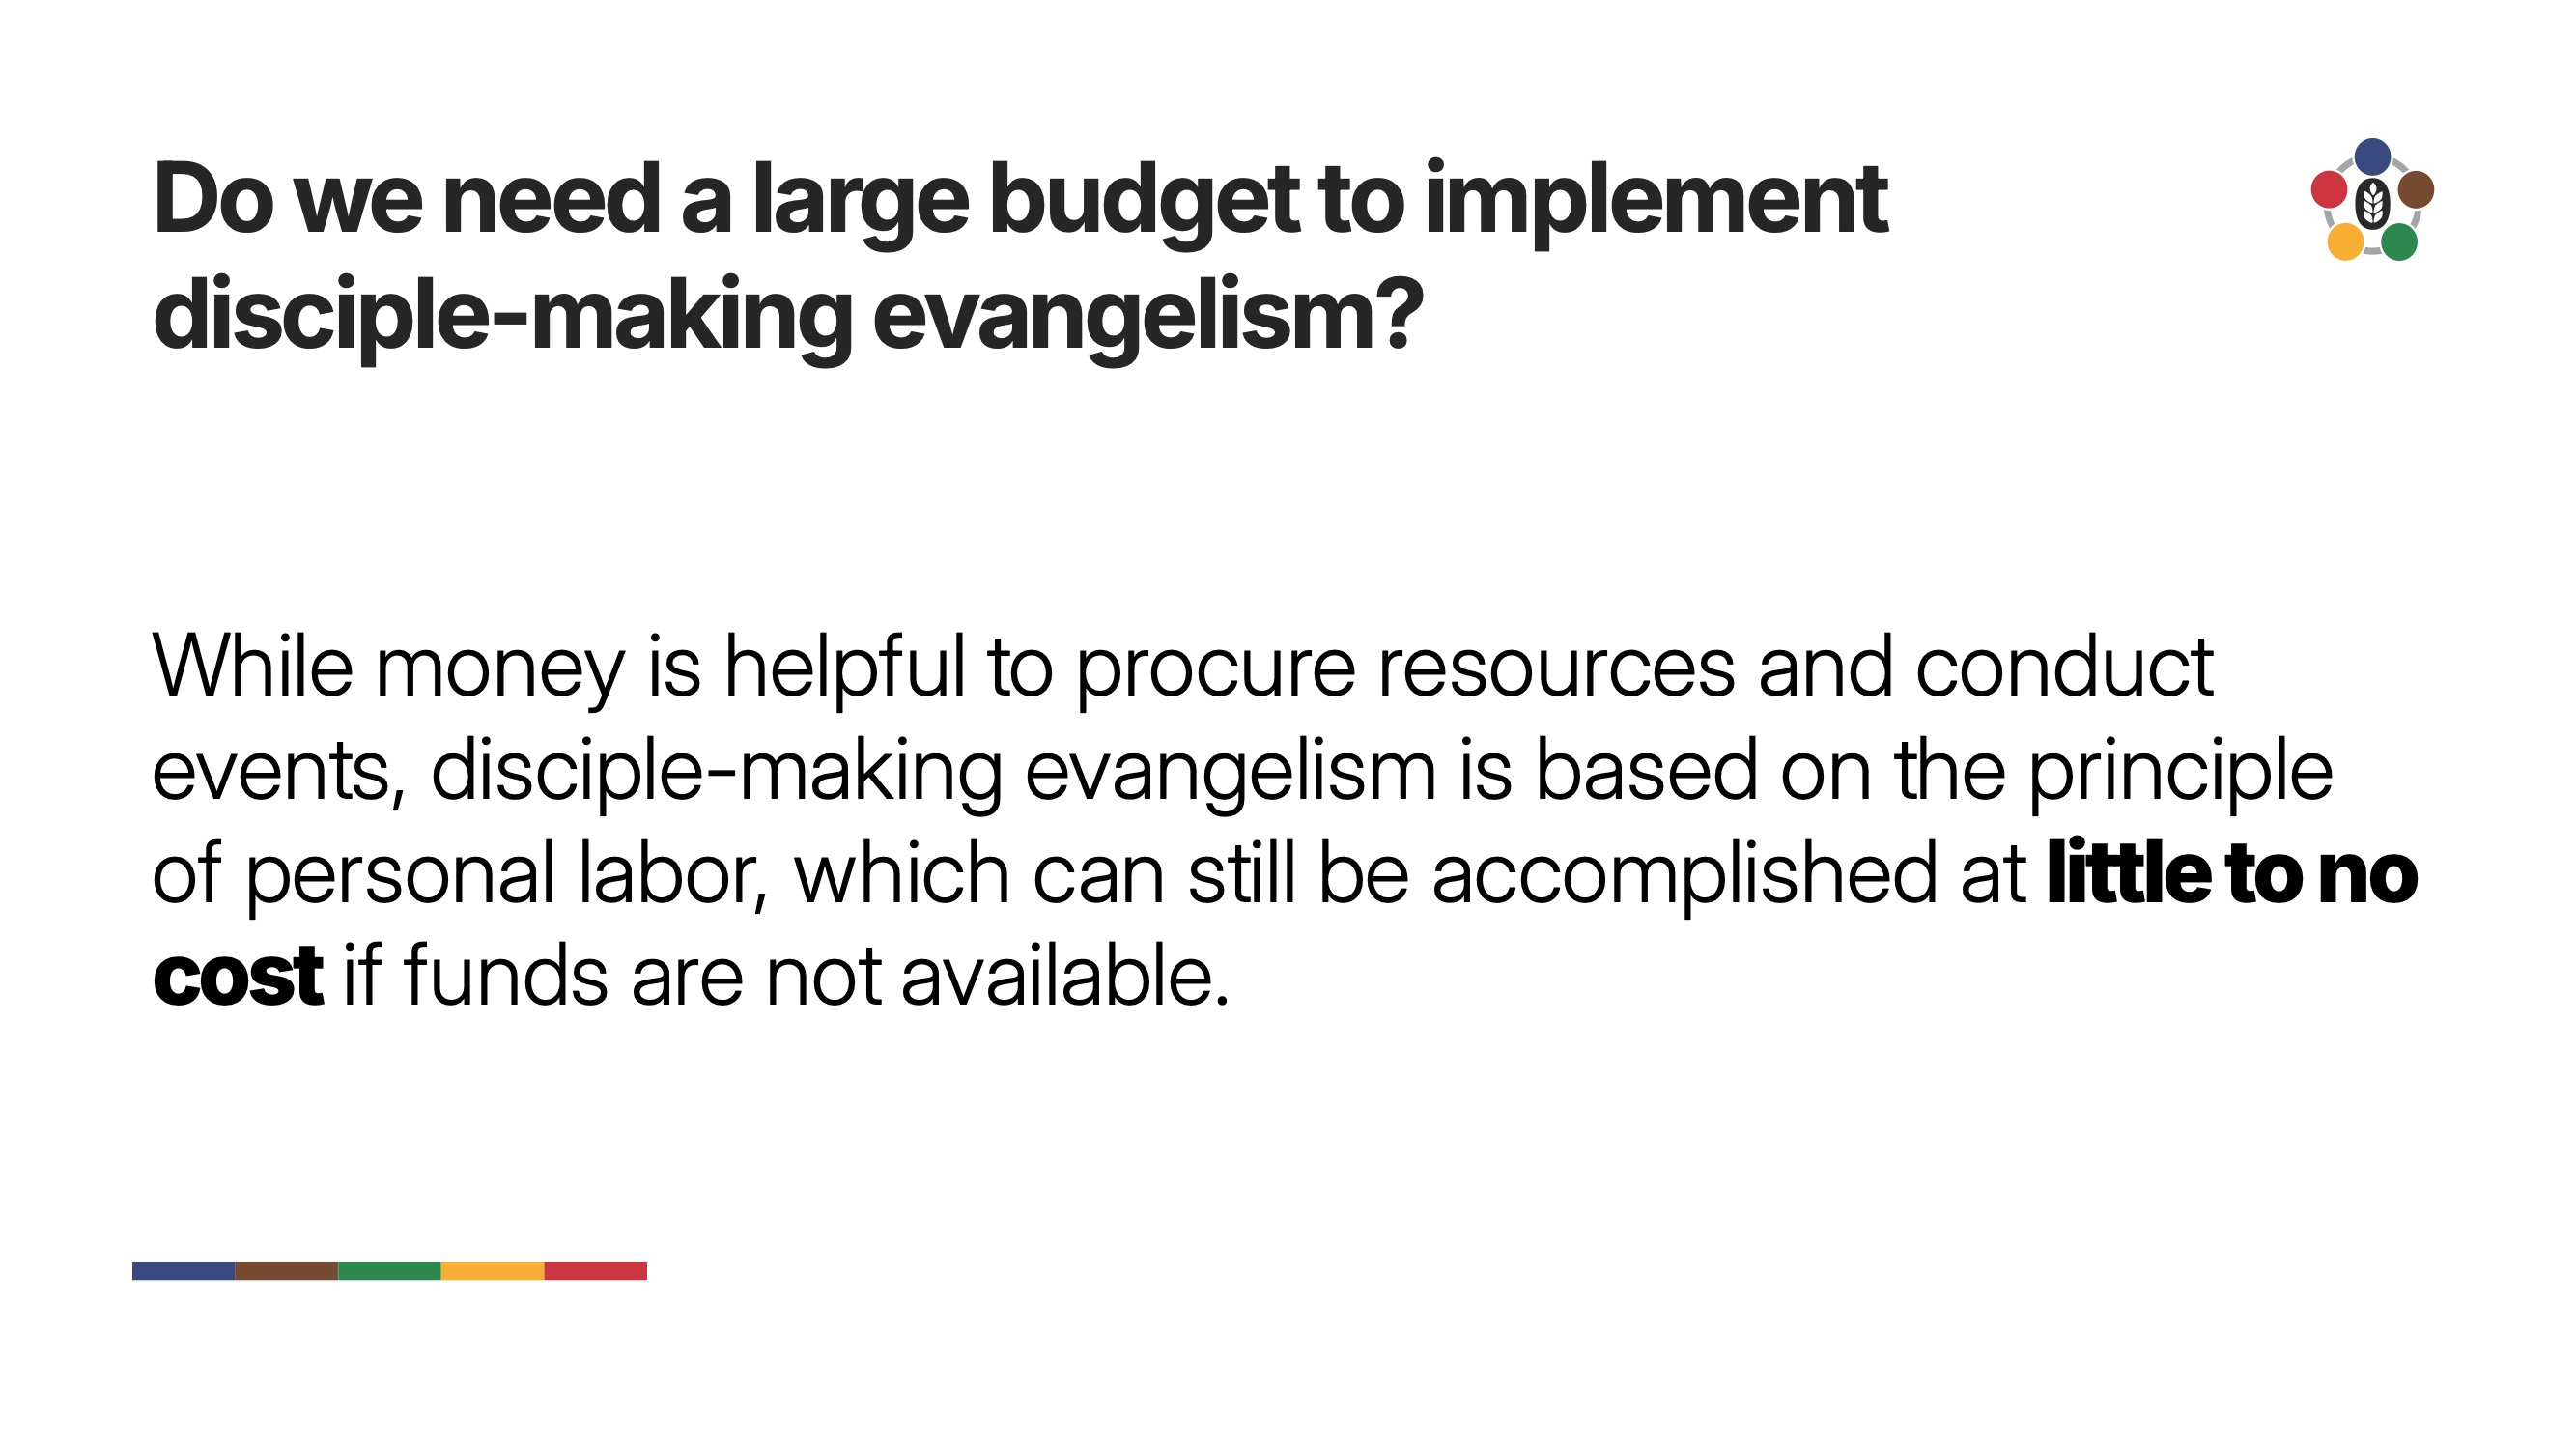 Do we need a large budget to implement
disciple-making evangelism?
While money is helpful to procure resources and conduct
events, disciple-making evangelism is based on the principle
of personal labor, which can still be accomplished at little to no
cost if funds are not available.